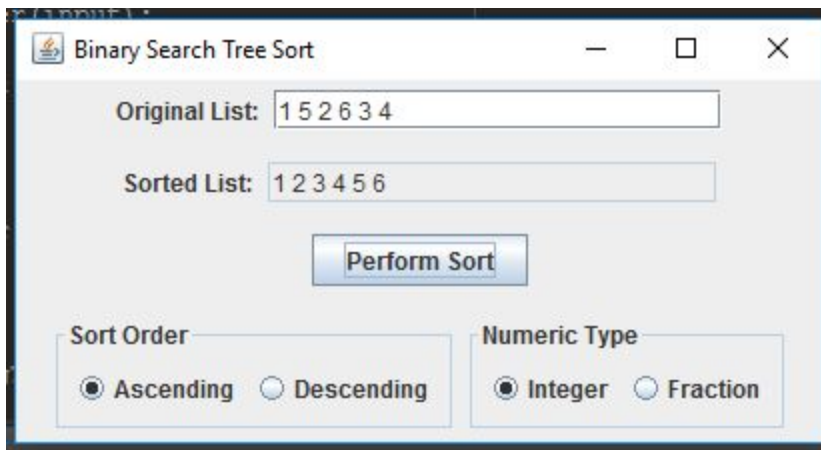 r(input);
Binary Search Tree Sort
Original List: 1 5 2 6 3 4
Sorted List: 1 2 3 4 5 6
Perform Sort
Sort Order Numeric Type
Ascending Descending Integer Fraction